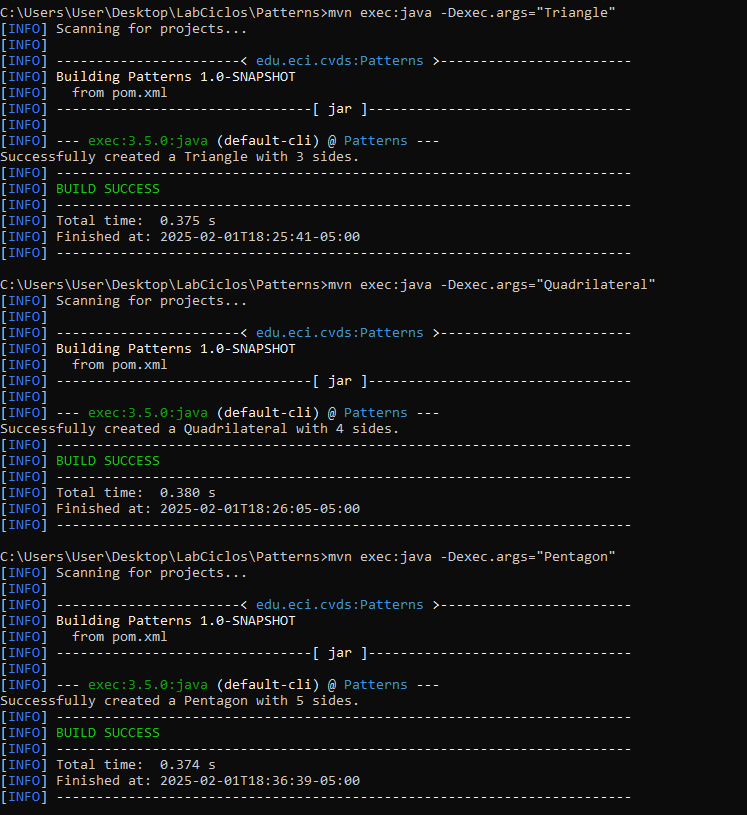 C:\Users\User\Desktop\LabCiclos\Patterns>mvn exec:java -Dexec.args="Triangle"
[INFO] Scanning for projects...
[INFO]
[INFO] -----------------------< edu.eci.cvds:Patterns >------------------------
[INFO] Building Patterns 1.0-SNAPSHOT
[INFO]   from pom.xml
[INFO] --------------------------------[ jar ]---------------------------------
[INFO]
[INFO] --- exec:3.5.0:java (default-cli) @ Patterns ---
Successfully created a Triangle with 3 sides.
[INFO] ------------------------------------------------------------------------
[INFO] BUILD SUCCESS
[INFO] ------------------------------------------------------------------------
[INFO] Total time:  0.375 s
[INFO] Finished at: 2025-02-01T18:25:41-05:00
[INFO] ------------------------------------------------------------------------
C:\Users\User\Desktop\LabCiclos\Patterns>mvn exec:java -Dexec.args="Quadrilateral"
[INFO] Scanning for projects...
[INFO]
[INFO] -----------------------< edu.eci.cvds:Patterns >------------------------
[INFO] Building Patterns 1.0-SNAPSHOT
[INFO]   from pom.xml
[INFO] --------------------------------[ jar ]---------------------------------
[INFO]
[INFO] --- exec:3.5.0:java (default-cli) @ Patterns ---
Successfully created a Quadrilateral with 4 sides.
[INFO] ------------------------------------------------------------------------
[INFO] BUILD SUCCESS
[INFO] ------------------------------------------------------------------------
[INFO] Total time:  0.380 s
[INFO] Finished at: 2025-02-01T18:26:05-05:00
[INFO] ------------------------------------------------------------------------
C:\Users\User\Desktop\LabCiclos\Patterns>mvn exec:java -Dexec.args="Pentagon"
[INFO] Scanning for projects...
[INFO]
[INFO] -----------------------< edu.eci.cvds:Patterns >------------------------
[INFO] Building Patterns 1.0-SNAPSHOT
[INFO]   from pom.xml
[INFO] --------------------------------[ jar ]---------------------------------
[INFO]
[INFO] --- exec:3.5.0:java (default-cli) @ Patterns ---
Successfully created a Pentagon with 5 sides.
[INFO] ------------------------------------------------------------------------
[INFO] BUILD SUCCESS
[INFO] ------------------------------------------------------------------------
[INFO] Total time:  0.374 s
[INFO] Finished at: 2025-02-01T18:36:39-05:00
[INFO] ------------------------------------------------------------------------